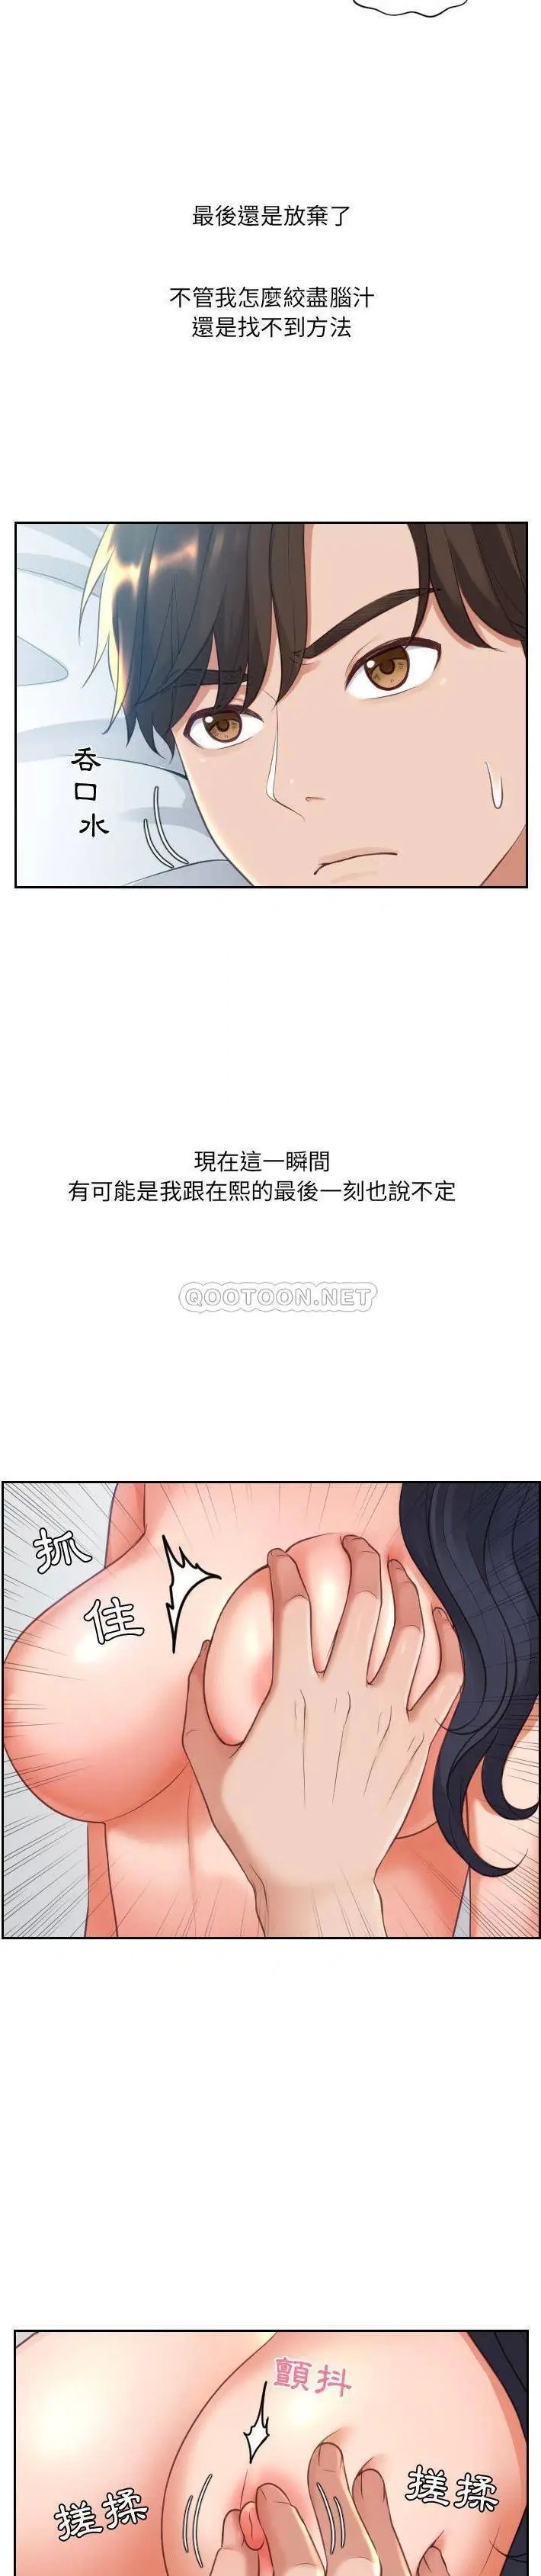 最後還是放棄了
不管我怎麼絞盡腦汁
還是找不到方法
吞口水
現在這一瞬間
有可能是我跟在熙的最後一刻也說不定
QOOTOON.NET
抓住
顫抖
搓揉
搓揉